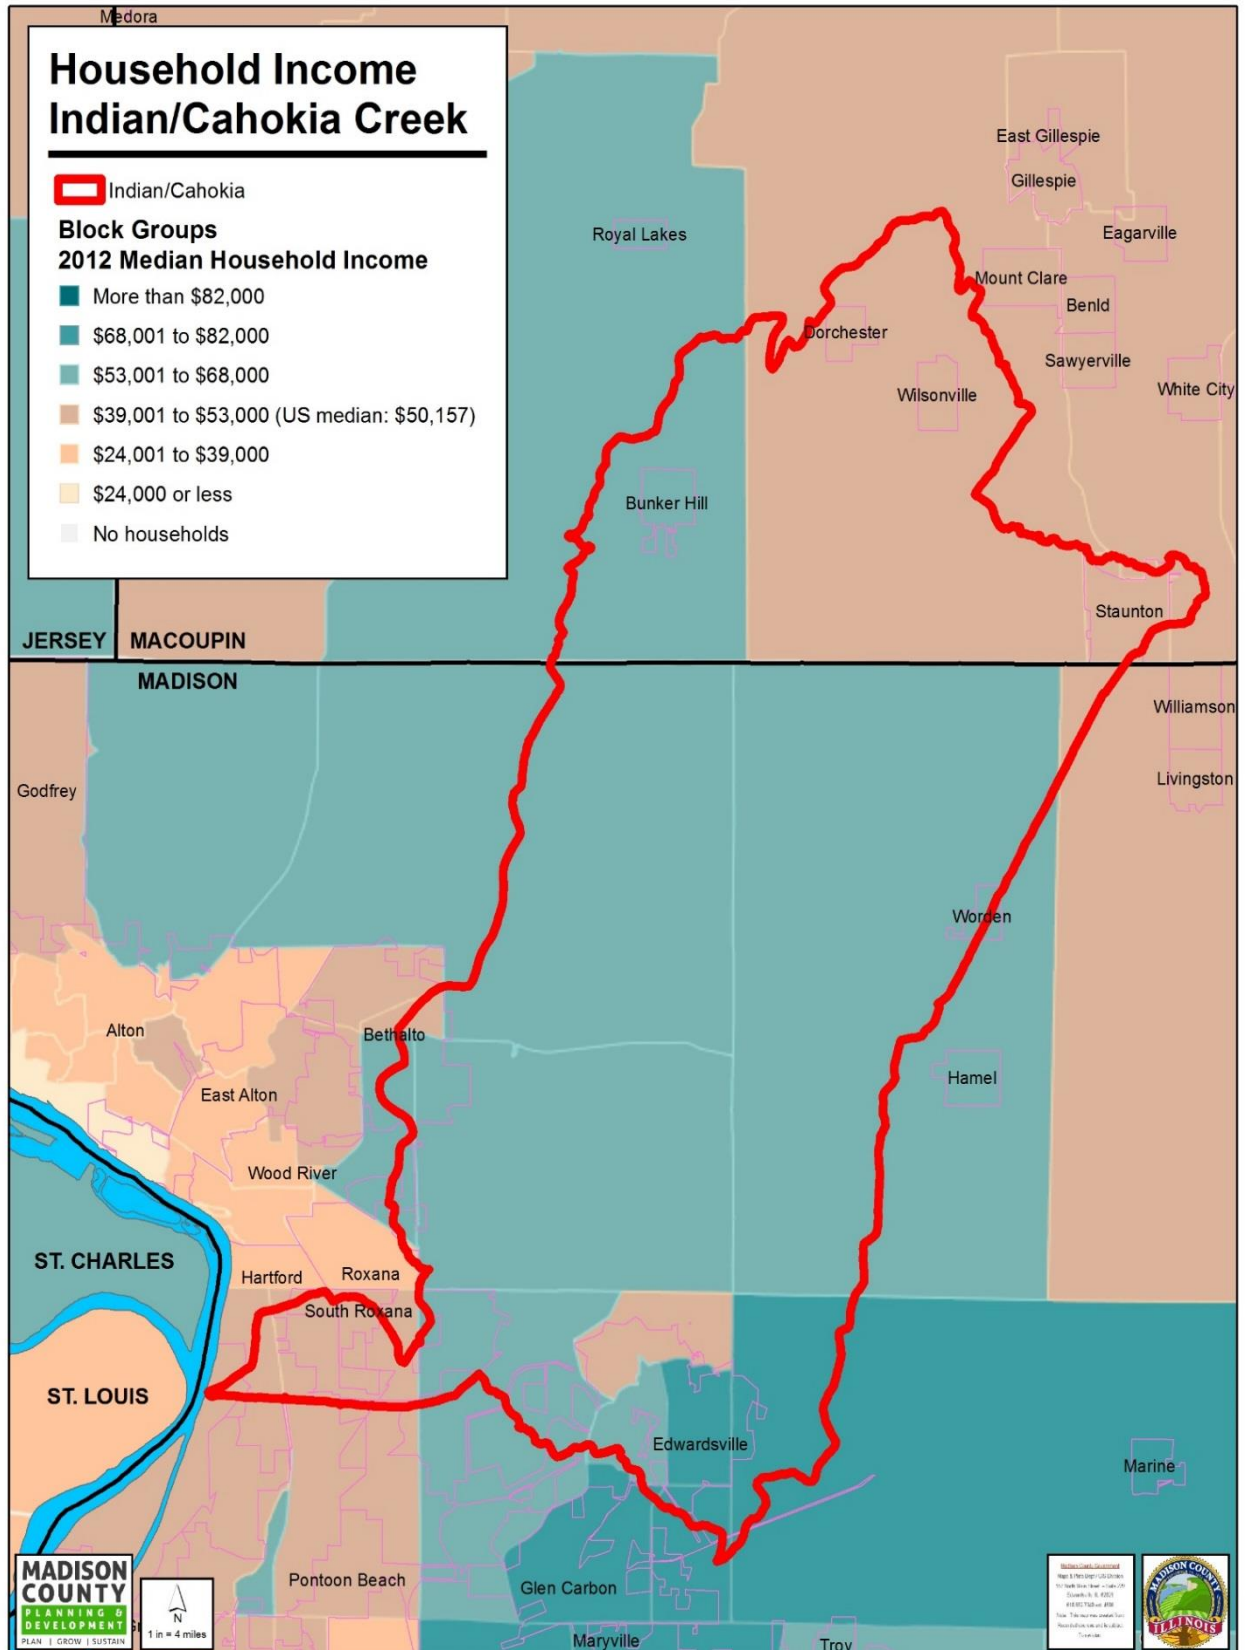 Medora
Household Income
Indian/Cahokia Creek
Indian/Cahokia
Block Groups
2012 Median Household Income
More than $82,000
$68,001 to $82,000
$53,001 to $68,000
$39,001 to $53,000 (US median: $50,157)
$24,001 to $39,000
$24,000 or less
No households
East Gillespie
Gillespie
Royal Lakes
Eagarville
Mount Clare
Benld
Dorchester
Sawyerville
Wilsonville
White City
Bunker Hill
Staunton
JERSEY
MACOUPIN
MADISON
Williamson
Livingston
Godfrey
Worden
Alton
Bethalto
East Alton
Hamel
Wood River
ST. CHARLES
Hartford
Roxana
South Roxana
ST. LOUIS
Edwardsville
Marine
Pontoon Beach
Glen Carbon
Maryville
Troy
MADISON
COUNTY
PLANNING &
DEVELOPMENT
PLAN | GROW | SUSTAIN
N
1 in = 4 miles
MADISON COUNTY
ILLINOIS